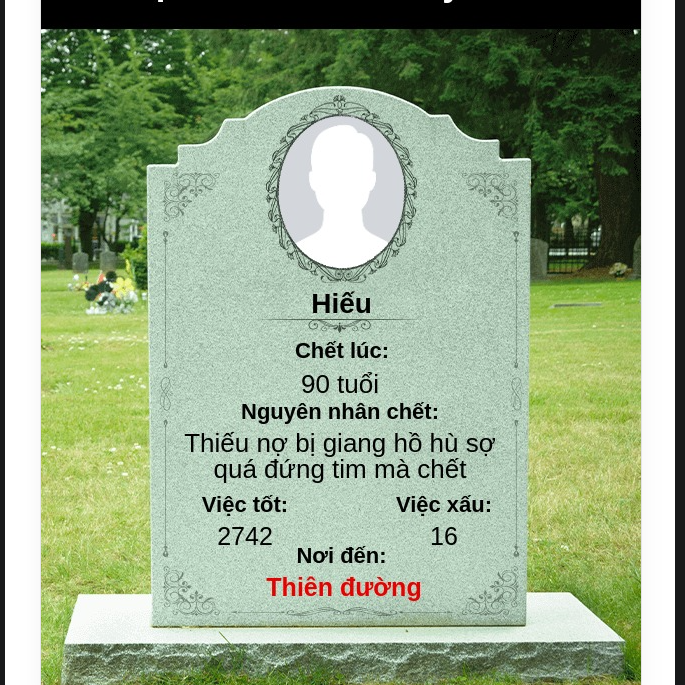 Hiếu
Chết lúc:
90 tuổi
Nguyên nhân chết:
Thiếu nợ bị giang hồ hù sợ
quá đứng tim mà chết
Việc tốt: Việc xấu:
2742 16
Nơi đến:
Thiên đường